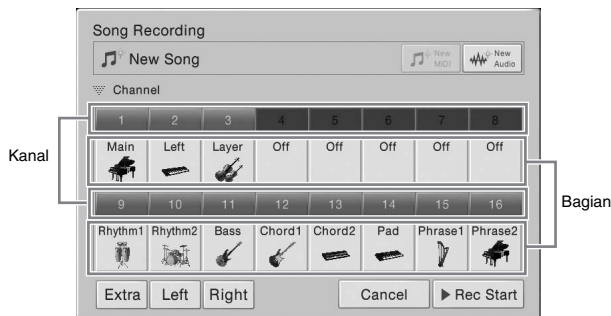 Song Recording
New Song
New MIDI
New Audio
Channel
1 2 3 4 5 6 7 8
Main Left Layer Off Off Off Off Off
Kanal
9 10 11 12 13 14 15 16
Bagian
Rhythm1 Rhythm2 Bass Chord1 Chord2 Pad Phrase1 Phrase2
Extra Left Right Cancel Rec Start